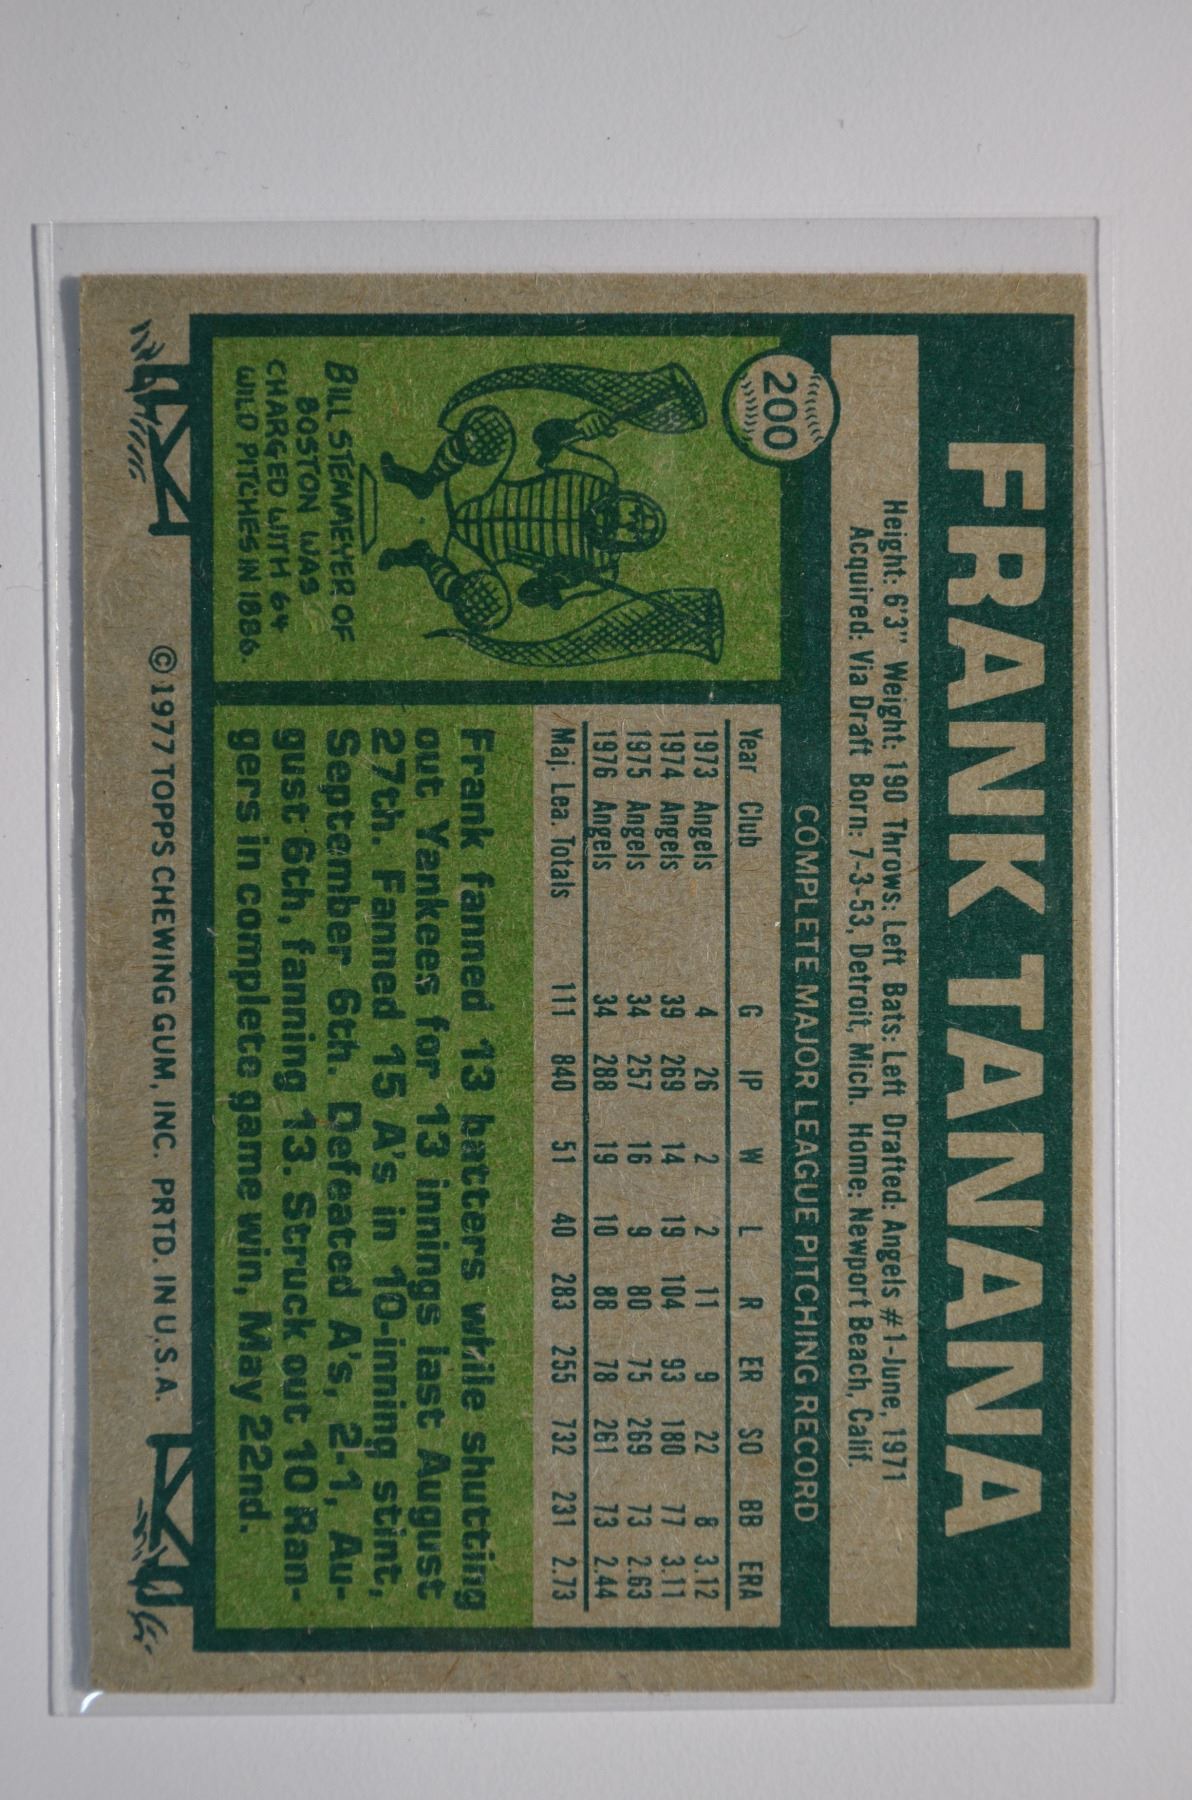 FRANK TANANA
Height: 6'3" Weight: 190 Throws: Left Bats: Left Drafted: Angels #1-June, 1971
Acquired: Via Draft Born: 7-3-53, Detroit, Mich. Home: Newport Beach, Calif.
200
COMPLETE MAJOR LEAGUE PITCHING RECORD
Year Club G IP W L R ER SO BB ERA
1973 Angels 4 26 2 2 11 9 22 8 3.12
1974 Angels 39 269 14 19 104 93 180 77 3.11
1975 Angels 34 257 16 9 80 75 269 73 2.63
1976 Angels 34 288 19 10 88 78 261 73 2.44
Maj. Lea. Totals 111 840 51 40 283 255 732 231 2.73
BILL STEMMEYER OF
BOSTON WAS
CHARGED WITH 64
WILD PITCHES IN 1886.
Frank fanned 13 batters while shutting
out Yankees for 13 innings last August
27th. Fanned 15 A's in 10-inning stint,
September 6th. Defeated A's, 2-1, Au-
gust 6th, fanning 13. Struck out 10 Ran-
gers in complete game win, May 22nd.
©1977 TOPPS CHEWING GUM, INC. PRTD. IN U.S.A.